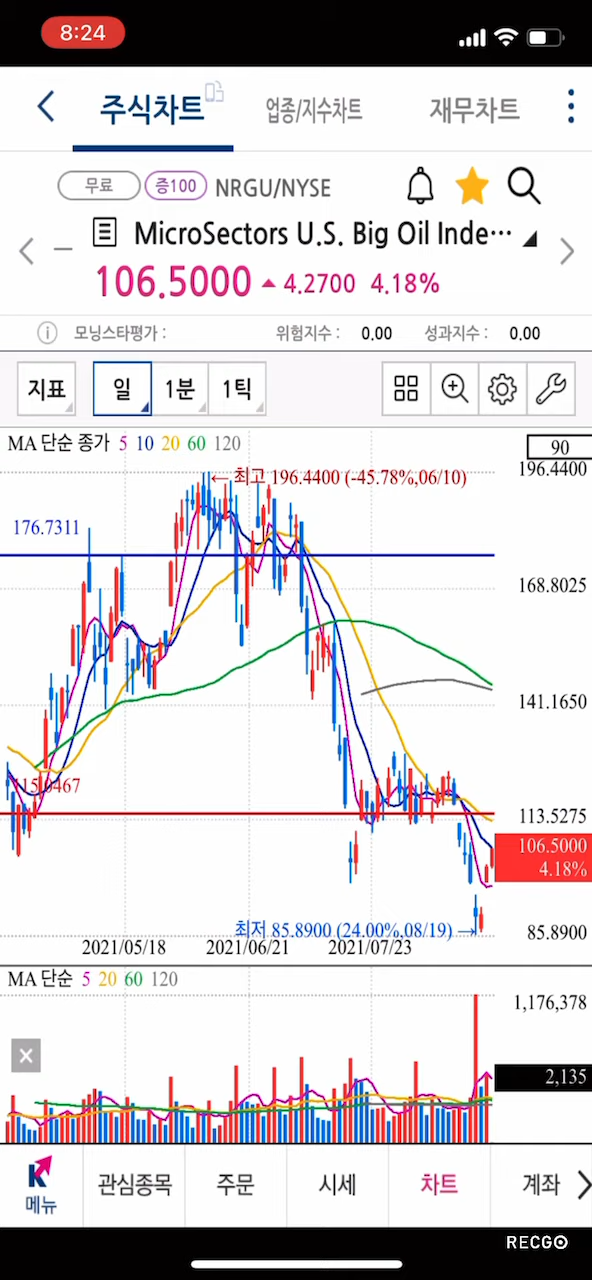 8:24
주식차트 업종/지수차트 재무차트
무료 증100 NRGU/NYSE
MicroSectors U.S. Big Oil Inde…
106.5000 4.2700 4.18%
모닝스타평가 : 위험지수 : 0.00 성과지수 : 0.00
지표 일 1분 1틱
MA 단순 종가 5 10 20 60 120
90
196.4400
← 최고 196.4400 (-45.78%,06/10)
176.7311
168.8025
141.1650
115.0467
113.5275
106.5000
4.18%
최저 85.8900 (24.00%,08/19) →
85.8900
2021/05/18 2021/06/21 2021/07/23
MA 단순 5 20 60 120
1,176,378
2,135
메뉴 관심종목 주문 시세 차트 계좌
RECGO